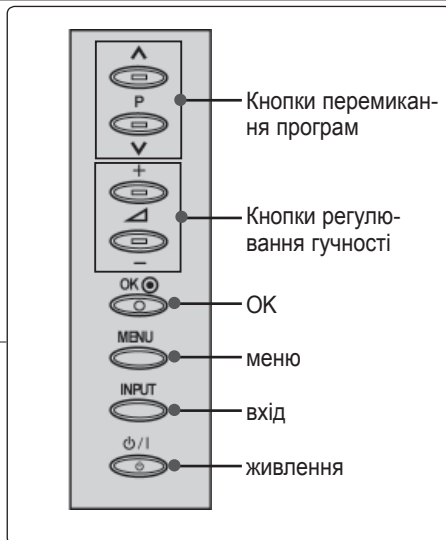 P
Кнопки перемикан-
ня програм
+
Кнопки регулю-
вання гучності
−
OK
OK
MENU
меню
INPUT
вхід
⏻/I
живлення